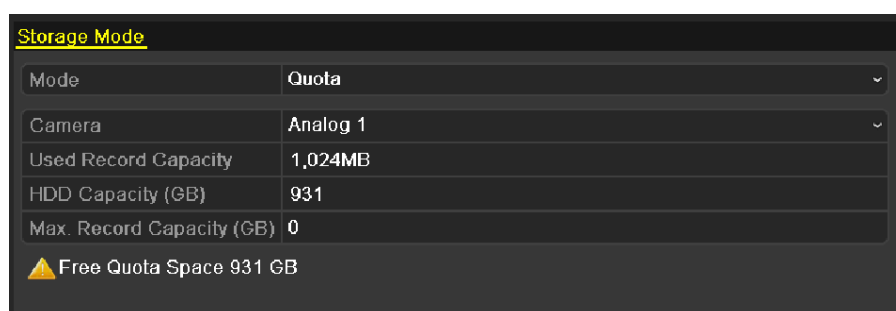 Storage Mode
Mode Quota
Camera Analog 1
Used Record Capacity 1,024MB
HDD Capacity (GB) 931
Max. Record Capacity (GB) 0
Free Quota Space 931 GB